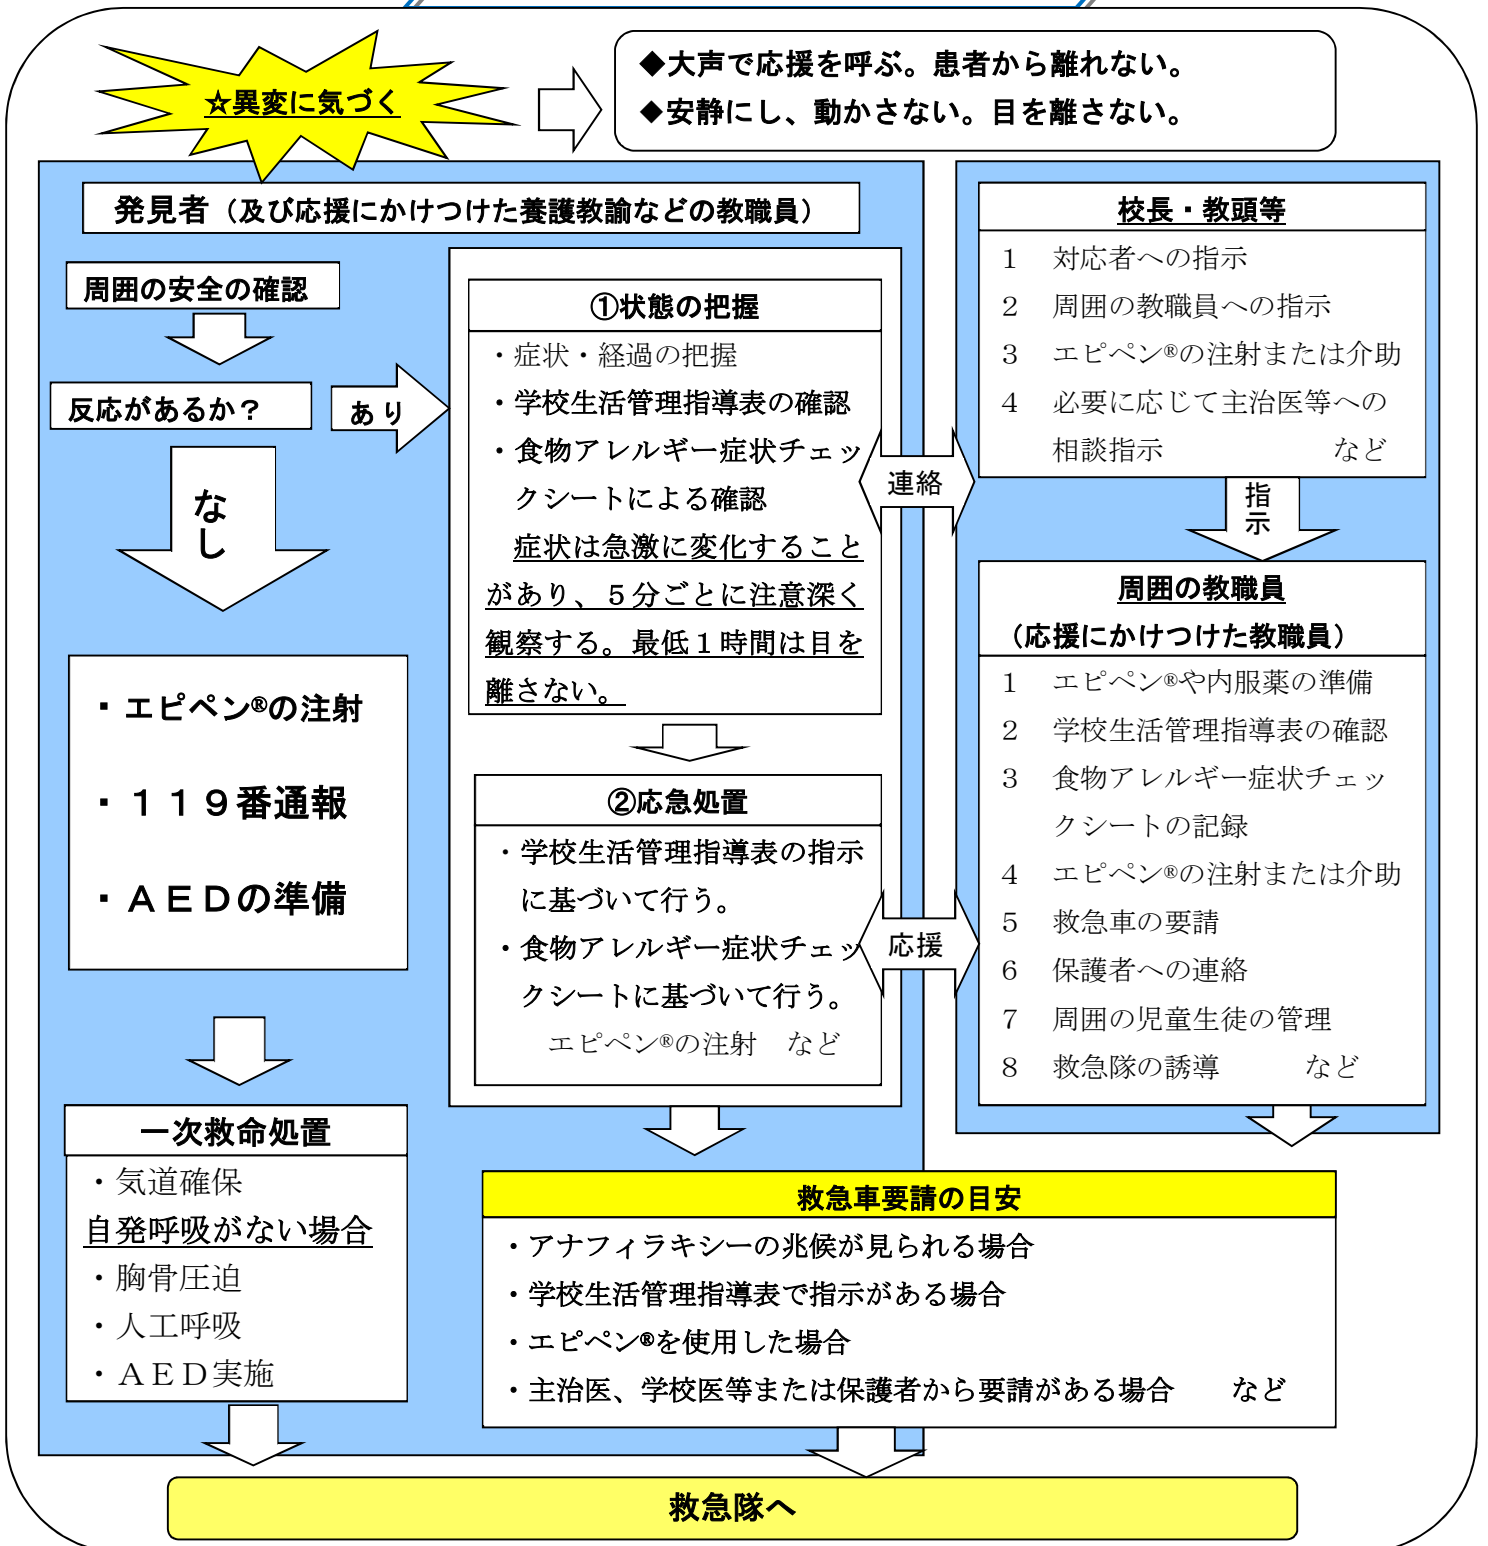 ☆異変に気づく
◆大声で応援を呼ぶ。患者から離れない。
◆安静にし、動かさない。目を離さない。
発見者（及び応援にかけつけた養護教諭などの教職員）
周囲の安全の確認
反応があるか？
あり
なし
・エピペン®の注射
・１１９番通報
・ＡＥＤの準備
一次救命処置
・気道確保
自発呼吸がない場合
・胸骨圧迫
・人工呼吸
・ＡＥＤ実施
①状態の把握
・症状・経過の把握
・学校生活管理指導表の確認
・食物アレルギー症状チェッ
クシートによる確認
症状は急激に変化すること
があり、５分ごとに注意深く
観察する。最低１時間は目を
離さない。
②応急処置
・学校生活管理指導表の指示
に基づいて行う。
・食物アレルギー症状チェッ
クシートに基づいて行う。
エピペン®の注射　など
連絡
応援
校長・教頭等
１　対応者への指示
２　周囲の教職員への指示
３　エピペン®の注射または介助
４　必要に応じて主治医等への
相談指示　　　　　　など
指示
周囲の教職員
（応援にかけつけた教職員）
１　エピペン®や内服薬の準備
２　学校生活管理指導表の確認
３　食物アレルギー症状チェッ
クシートの記録
４　エピペン®の注射または介助
５　救急車の要請
６　保護者への連絡
７　周囲の児童生徒の管理
８　救急隊の誘導　　　など
救急車要請の目安
・アナフィラキシーの兆候が見られる場合
・学校生活管理指導表で指示がある場合
・エピペン®を使用した場合
・主治医、学校医等または保護者から要請がある場合　　など
救急隊へ